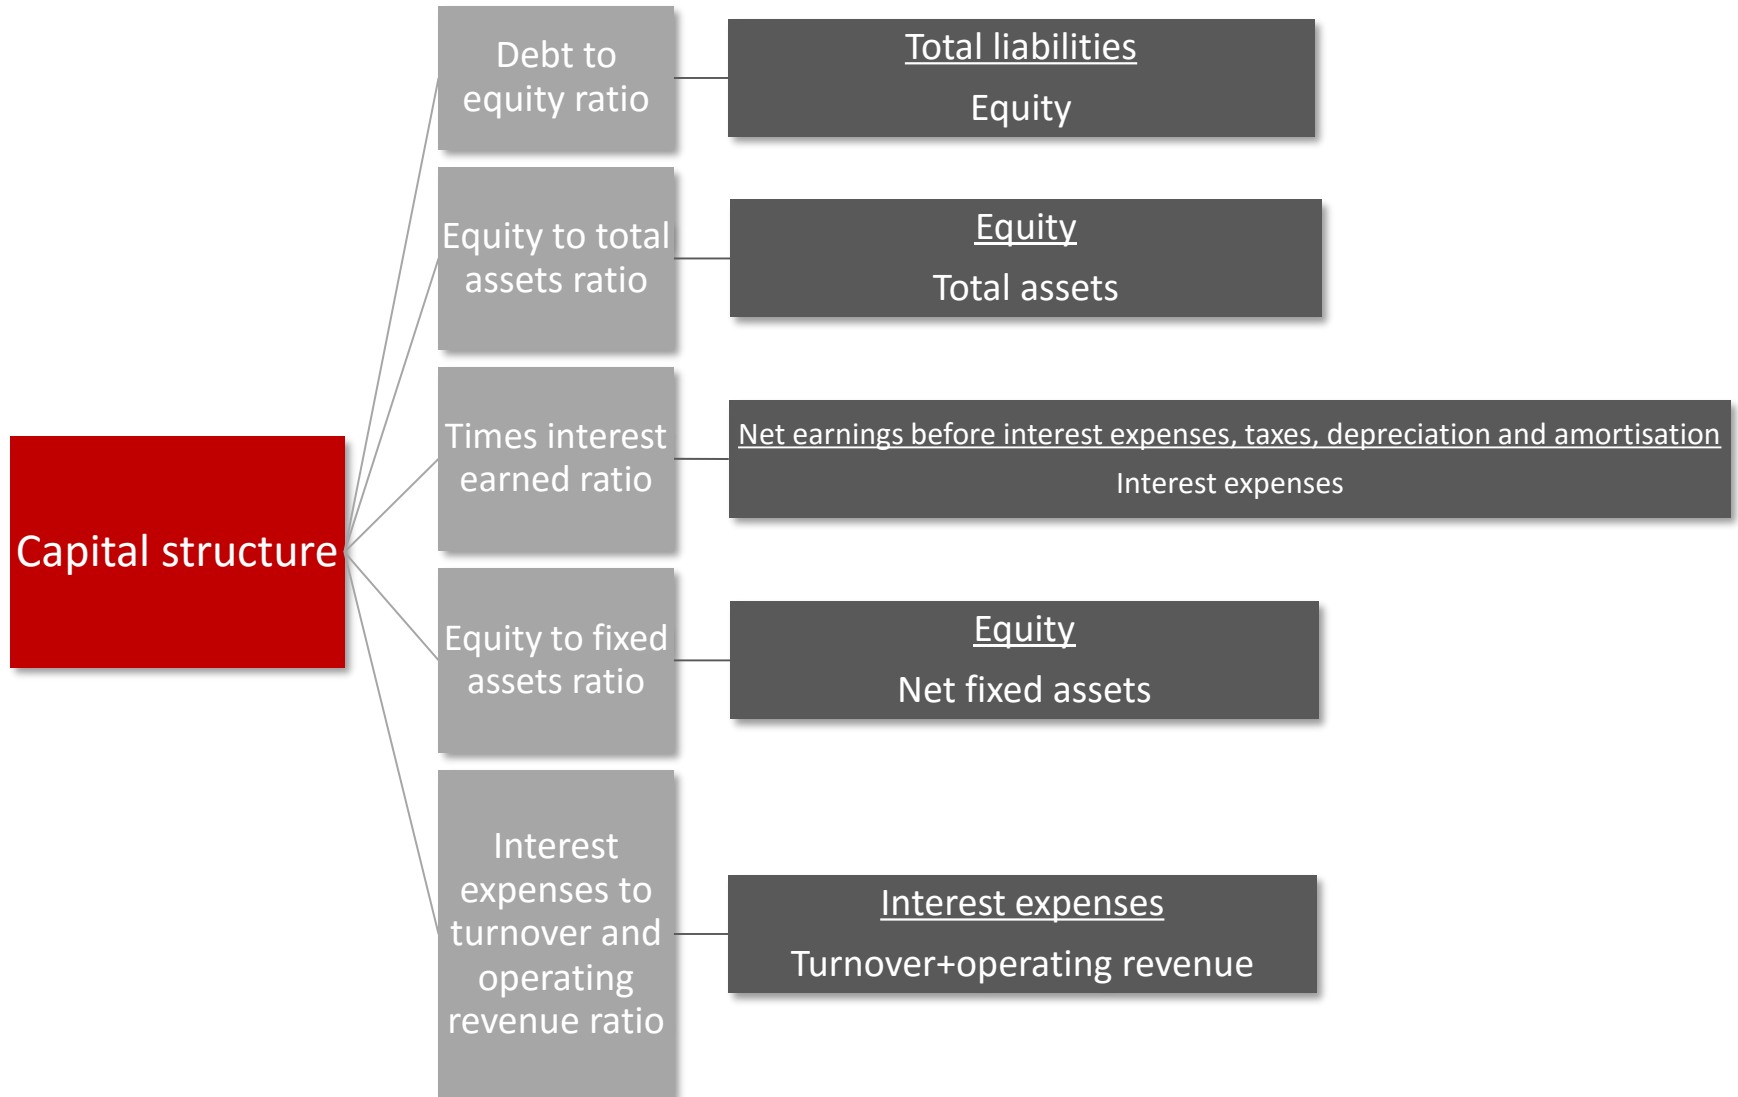 Capital structure
Debt to
equity ratio
Total liabilities
Equity
Equity to total
assets ratio
Equity
Total assets
Times interest
earned ratio
Net earnings before interest expenses, taxes, depreciation and amortisation
Interest expenses
Equity to fixed
assets ratio
Equity
Net fixed assets
Interest
expenses to
turnover and
operating
revenue ratio
Interest expenses
Turnover+operating revenue